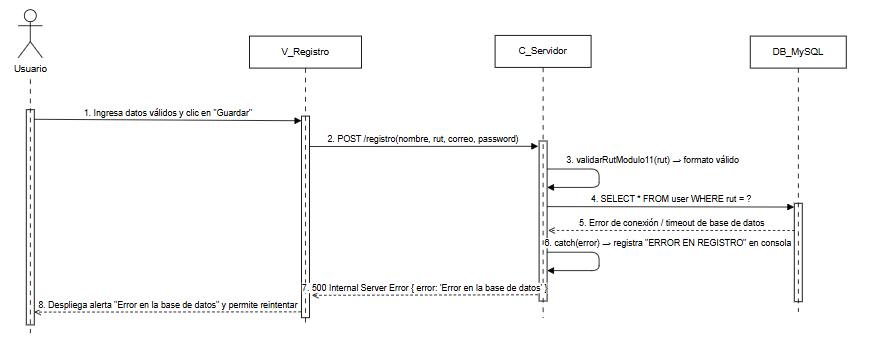 Usuario
V_Registro
C_Servidor
DB_MySQL
1. Ingresa datos válidos y clic en "Guardar"
2. POST /registro(nombre, rut, correo, password)
3. validarRutModulo11(rut) → formato válido
4. SELECT * FROM user WHERE rut = ?
5. Error de conexión / timeout de base de datos
6. catch(error) → registra "ERROR EN REGISTRO" en consola
7. 500 Internal Server Error { error: 'Error en la base de datos' }
8. Despliega alerta "Error en la base de datos" y permite reintentar